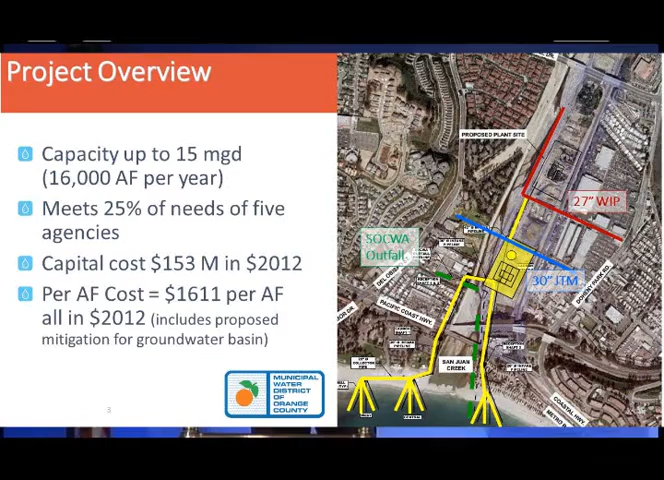 Project Overview
Capacity up to 15 mgd
(16,000 AF per year)
Meets 25% of needs of five
agencies
Capital cost $153 M in $2012
Per AF Cost = $1611 per AF
all in $2012 (includes proposed
mitigation for groundwater basin)
3
MUNICIPAL
WATER
DISTRICT
OF
ORANGE
COUNTY
PROPOSED PLANT SITE
27" WIP
SOCWA
Outfall
30" JTM
DOHENY PARK RD
PACIFIC COAST HWY.
SAN JUAN
CREEK
COASTAL HWY.